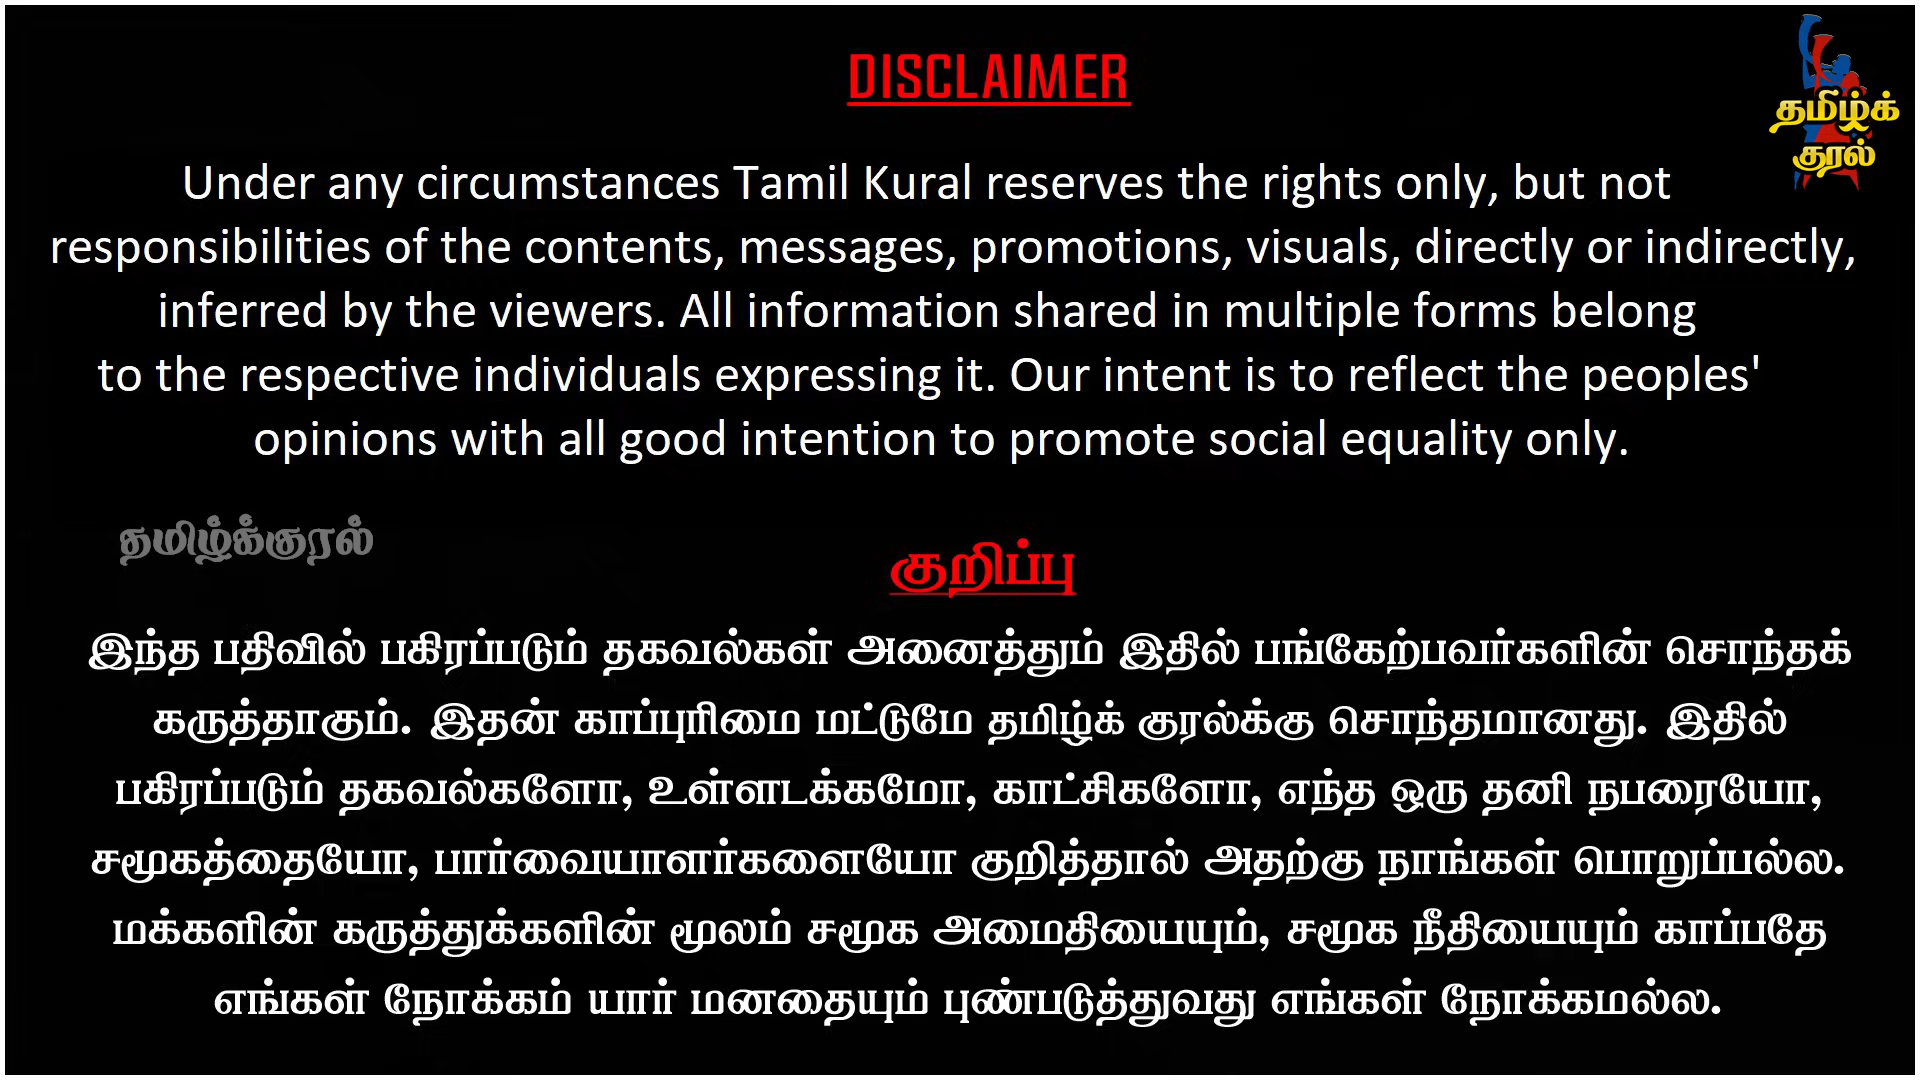 DISCLAIMER
தமிழ்க்
குரல்
Under any circumstances Tamil Kural reserves the rights only, but not
responsibilities of the contents, messages, promotions, visuals, directly or indirectly,
inferred by the viewers. All information shared in multiple forms belong
to the respective individuals expressing it. Our intent is to reflect the peoples'
opinions with all good intention to promote social equality only.
தமிழ்க்குரல்
குறிப்பு
இந்த பதிவில் பகிரப்படும் தகவல்கள் அனைத்தும் இதில் பங்கேற்பவர்களின் சொந்தக்
கருத்தாகும். இதன் காப்புரிமை மட்டுமே தமிழ்க் குரல்க்கு சொந்தமானது. இதில்
பகிரப்படும் தகவல்களோ, உள்ளடக்கமோ, காட்சிகளோ, எந்த ஒரு தனி நபரையோ,
சமூகத்தையோ, பார்வையாளர்களையோ குறித்தால் அதற்கு நாங்கள் பொறுப்பல்ல.
மக்களின் கருத்துக்களின் மூலம் சமூக அமைதியையும், சமூக நீதியையும் காப்பதே
எங்கள் நோக்கம் யார் மனதையும் புண்படுத்துவது எங்கள் நோக்கமல்ல.